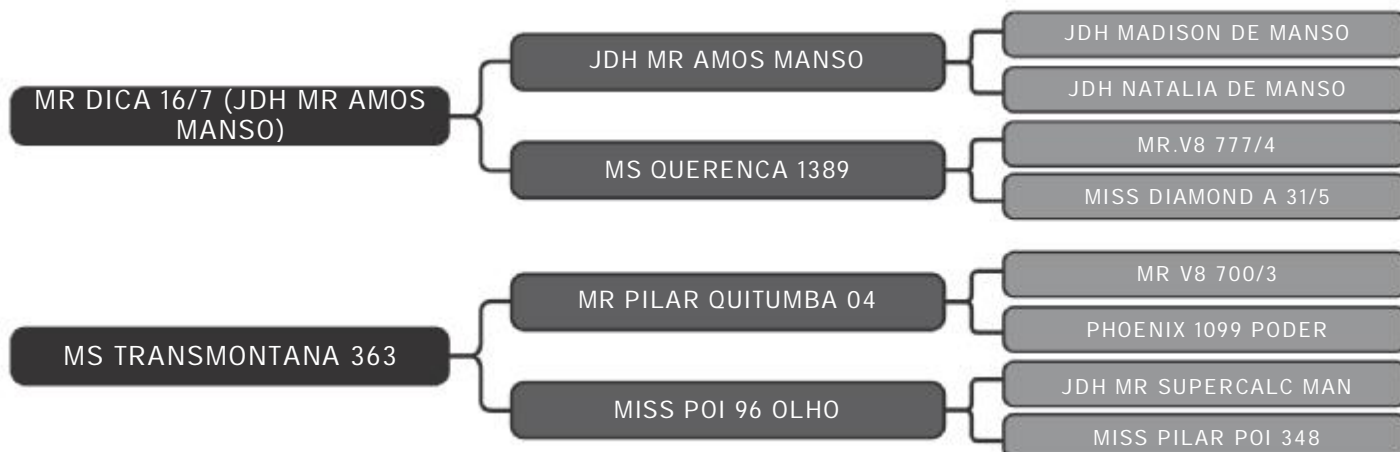 MR DICA 16/7 (JDH MR AMOS
MANSO)
JDH MR AMOS MANSO
JDH MADISON DE MANSO
JDH NATALIA DE MANSO
MS QUERENCA 1389
MR.V8 777/4
MISS DIAMOND A 31/5
MS TRANSMONTANA 363
MR PILAR QUITUMBA 04
MR V8 700/3
PHOENIX 1099 PODER
MISS POI 96 OLHO
JDH MR SUPERCALC MAN
MISS PILAR POI 348